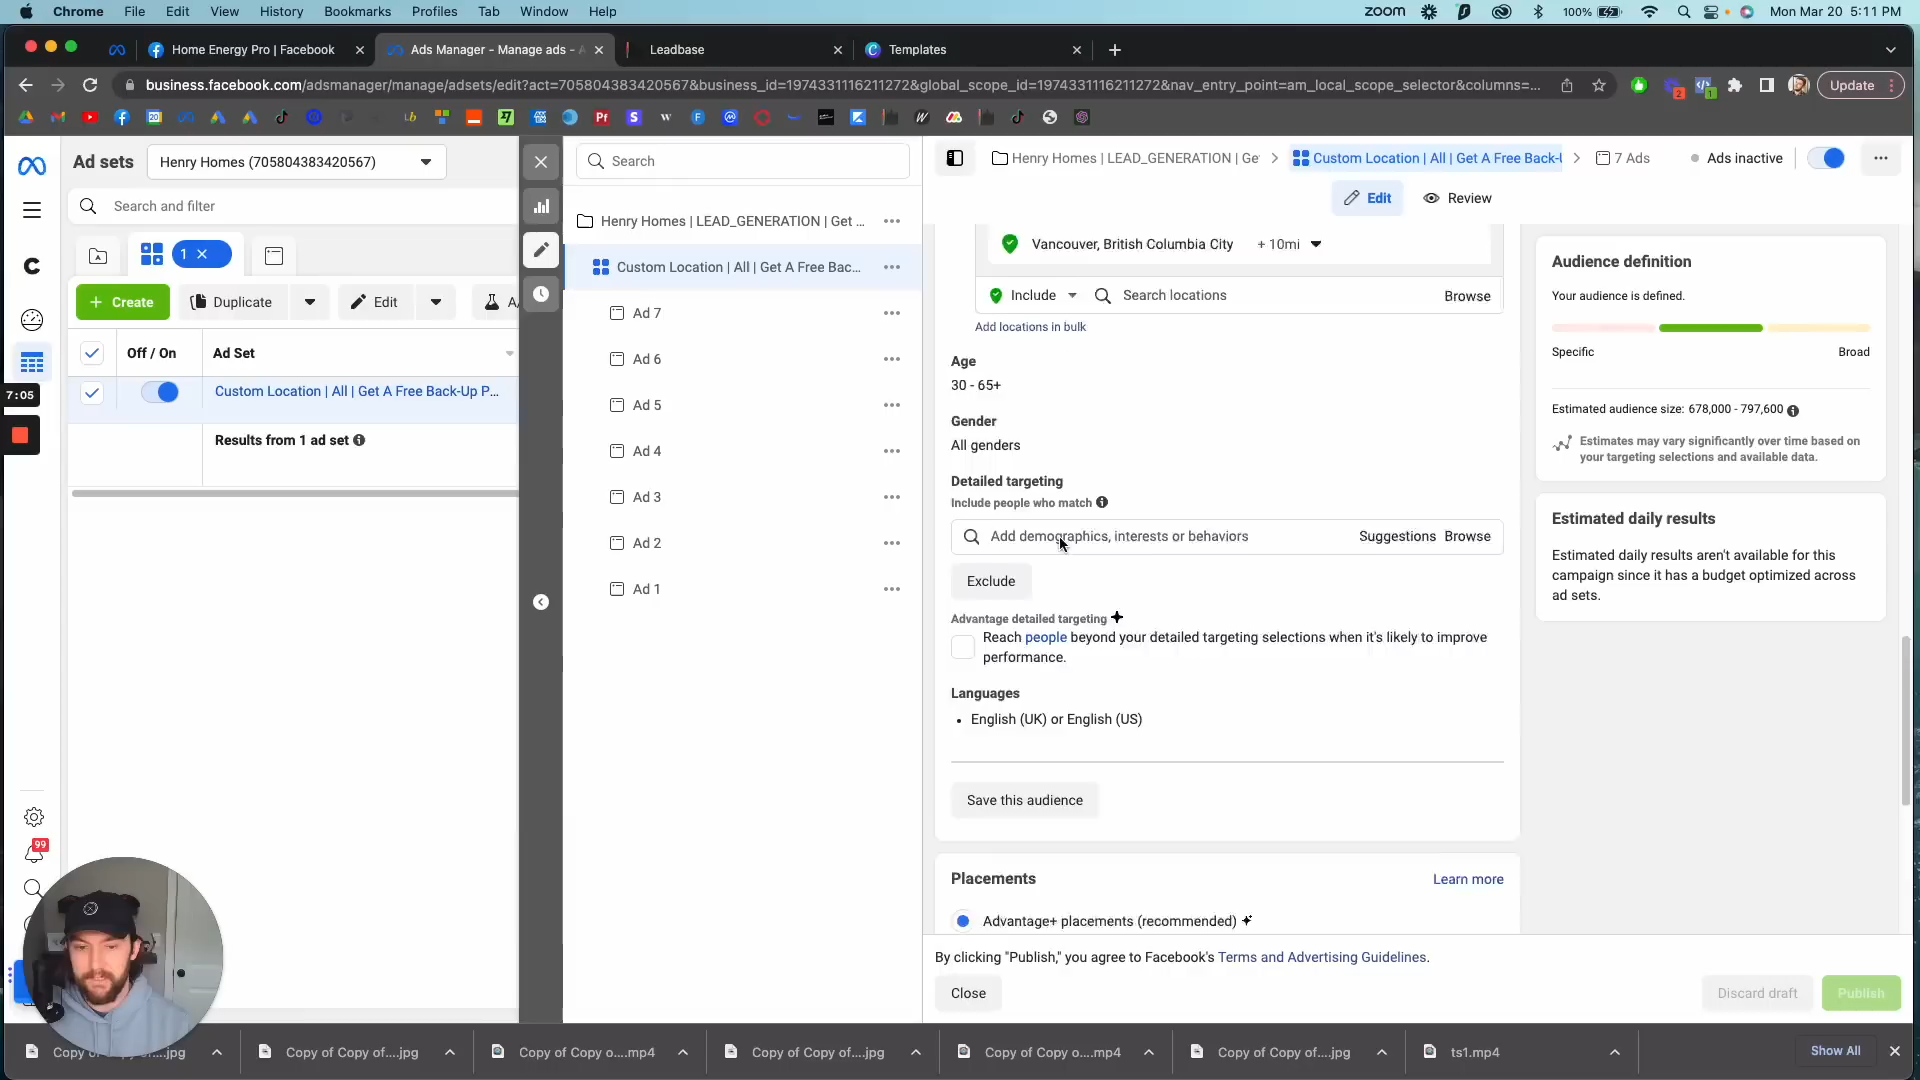 Chrome File Edit View History Bookmarks Profiles Tab Window Help zoom 100% Mon Mar 20 5:11 PM
Home Energy Pro | Facebook Ads Manager - Manage ads - A Leadbase Templates
business.facebook.com/adsmanager/manage/adsets/edit?act=705804383420567&business_id=1974331116211272&global_scope_id=1974331116211272&nav_entry_point=am_local_scope_selector&columns=... Update
Ad sets Henry Homes (705804383420567)
Search and filter
1
Create Duplicate Edit A/
Off / On Ad Set
Custom Location | All | Get A Free Back-Up P...
Results from 1 ad set
7:05
99
Search
Henry Homes | LEAD_GENERATION | Get ...
Custom Location | All | Get A Free Bac...
Ad 7
Ad 6
Ad 5
Ad 4
Ad 3
Ad 2
Ad 1
Henry Homes | LEAD_GENERATION | Ge Custom Location | All | Get A Free Back-U 7 Ads Ads inactive
Edit Review
Vancouver, British Columbia City + 10mi
Include Search locations Browse
Add locations in bulk
Age
30 - 65+
Gender
All genders
Detailed targeting
Include people who match
Add demographics, interests or behaviors Suggestions Browse
Exclude
Advantage detailed targeting
Reach people beyond your detailed targeting selections when it's likely to improve
performance.
Languages
• English (UK) or English (US)
Save this audience
Placements Learn more
Advantage+ placements (recommended)
By clicking "Publish," you agree to Facebook's Terms and Advertising Guidelines.
Close Discard draft Publish
Audience definition
Your audience is defined.
Specific Broad
Estimated audience size: 678,000 - 797,600
Estimates may vary significantly over time based on
your targeting selections and available data.
Estimated daily results
Estimated daily results aren't available for this
campaign since it has a budget optimized across
ad sets.
Copy of Copy of....jpg Copy of Copy of....jpg Copy of Copy o....mp4 Copy of Copy of....jpg Copy of Copy o....mp4 Copy of Copy of....jpg ts1.mp4 Show All